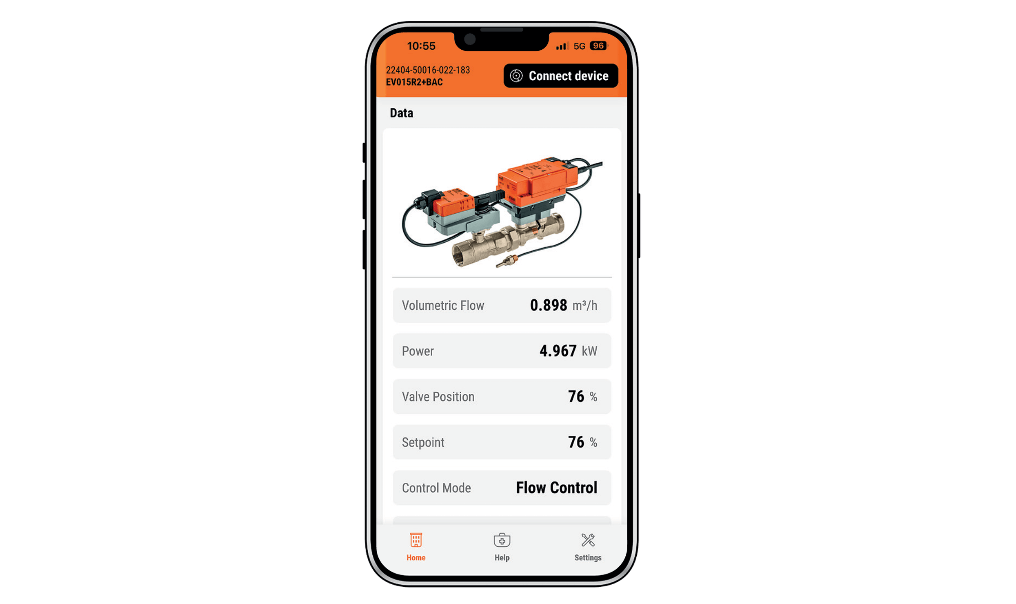 10:55 5G 96
22404-50016-022-183
EV015R2+BAC
Connect device
Data
Volumetric Flow 0.898 m³/h
Power 4.967 kW
Valve Position 76 %
Setpoint 76 %
Control Mode Flow Control
Home Help Settings